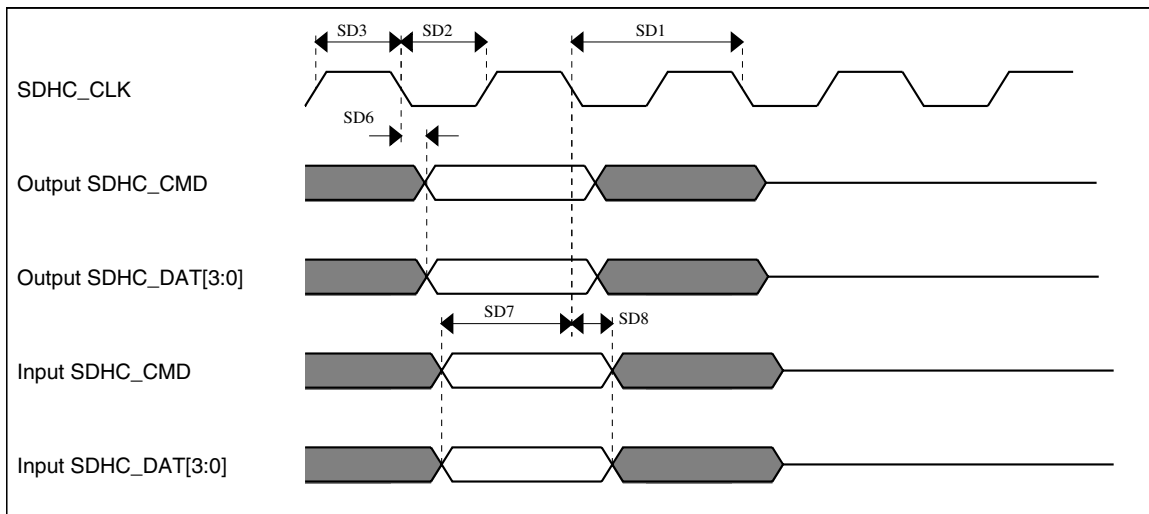 SD3 SD2 SD1
SDHC_CLK
SD6
Output SDHC_CMD
Output SDHC_DAT[3:0]
SD7 SD8
Input SDHC_CMD
Input SDHC_DAT[3:0]